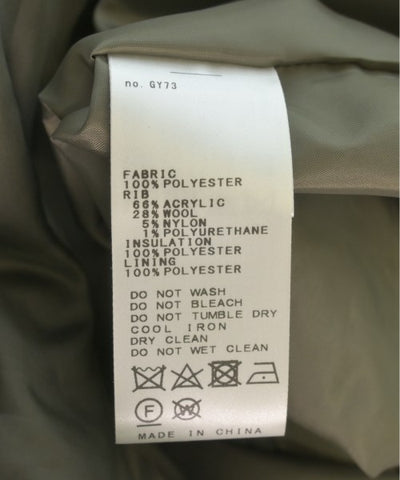 no. GY73
FABRIC
100% POLYESTER
RIB
66% ACRYLIC
28% WOOL
5% NYLON
1% POLYURETHANE
INSULATION
100% POLYESTER
LINING
100% POLYESTER
DO NOT WASH
DO NOT BLEACH
DO NOT TUMBLE DRY
COOL IRON
DRY CLEAN
DO NOT WET CLEAN
F W
MADE IN CHINA